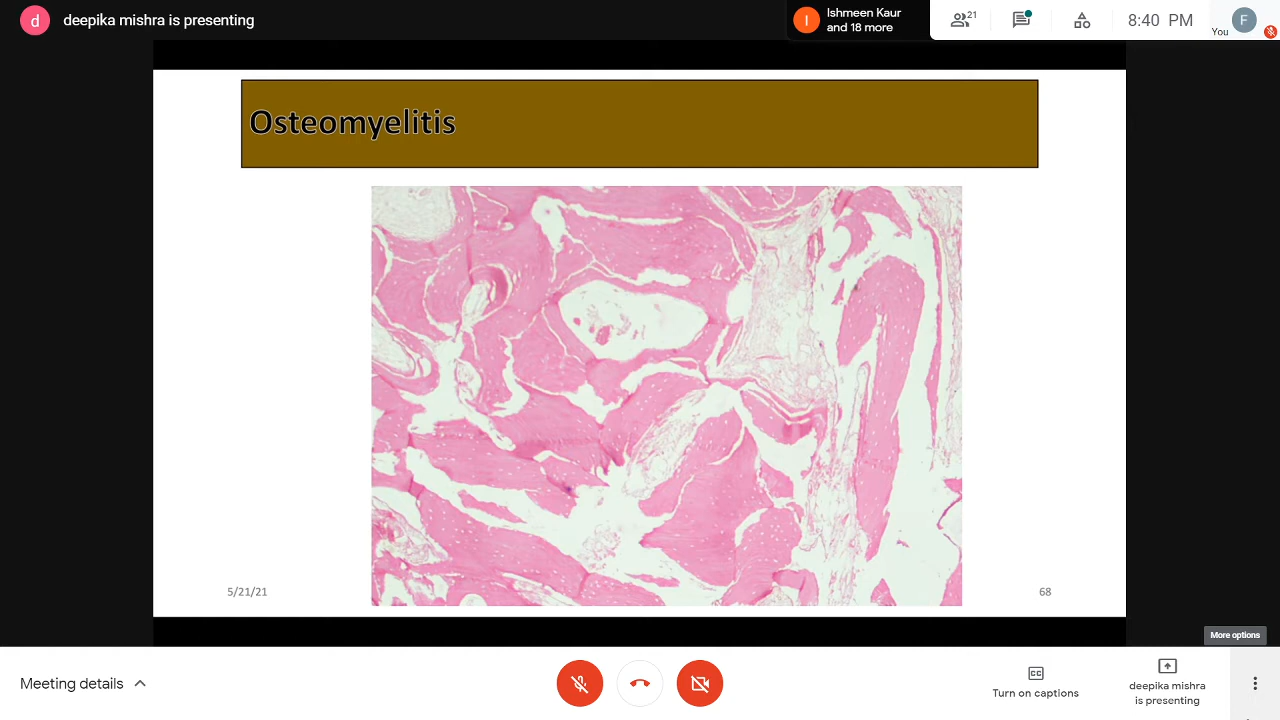 d
deepika mishra is presenting
I
Ishmeen Kaur
and 18 more
21
8:40 PM
You
F
Osteomyelitis
5/21/21
68
More options
Meeting details
CC
Turn on captions
deepika mishra
is presenting